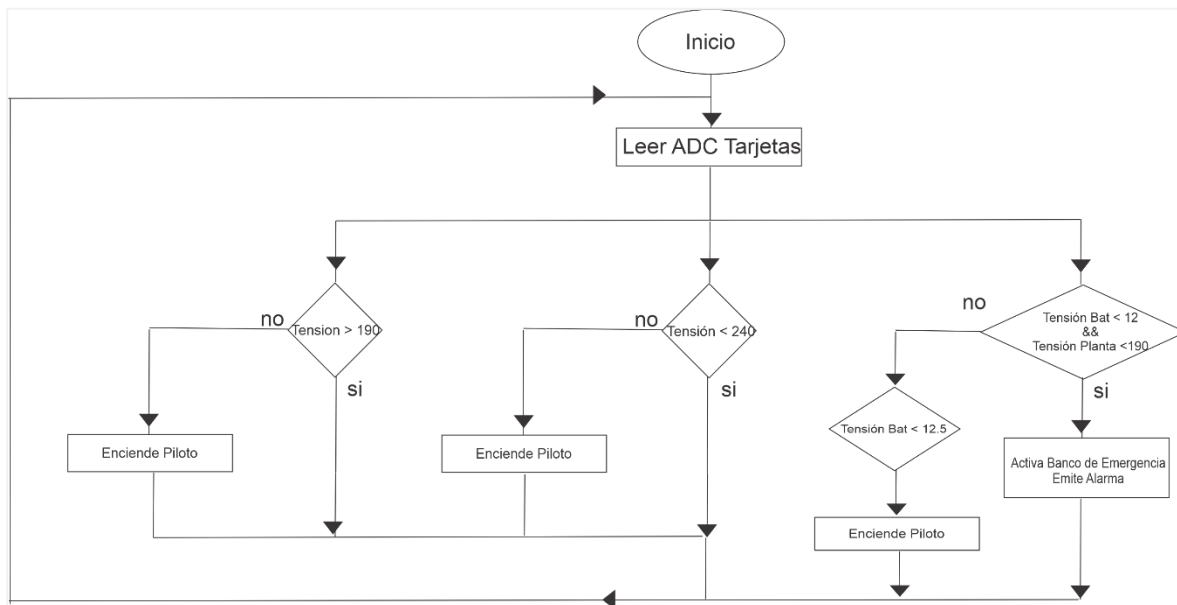 Inicio
Leer ADC Tarjetas
no
Tension > 190
si
Enciende Piloto
no
Tensión < 240
si
Enciende Piloto
no
Tensión Bat < 12
&&
Tensión Planta <190
si
Tensión Bat < 12.5
Activa Banco de Emergencia
Emite Alarma
Enciende Piloto